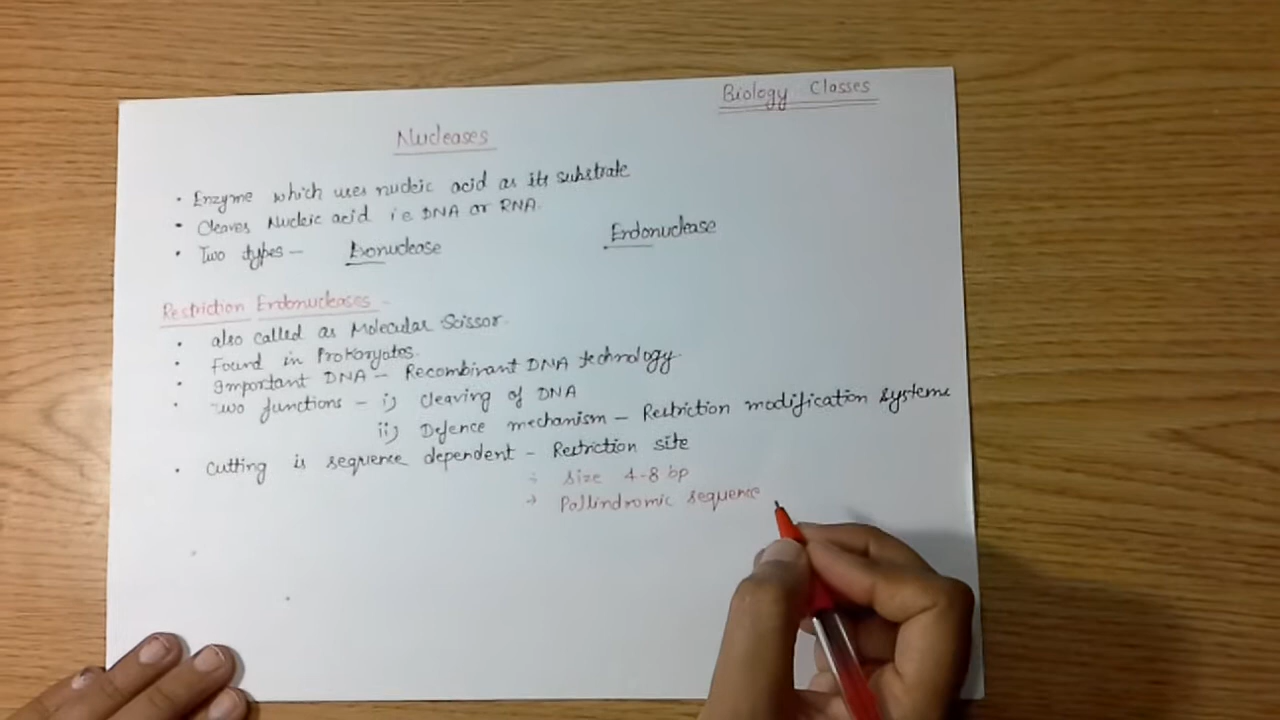 Biology Classes
Nucleases
• Enzyme which uses nucleic acid as its substrate
• Cleaves Nucleic acid i.e DNA or RNA.
• Two types — Exonuclease Endonuclease
Restriction Endonucleases -
• also called as Molecular Scissor.
• Found in Prokaryotes.
• Important DNA — Recombinant DNA technology
• Two functions — i) cleaving of DNA
ii) Defence mechanism — Restriction modification systems
• Cutting is sequence dependent — Restriction site
→ size 4-8 bp
→ Pallindromic sequence